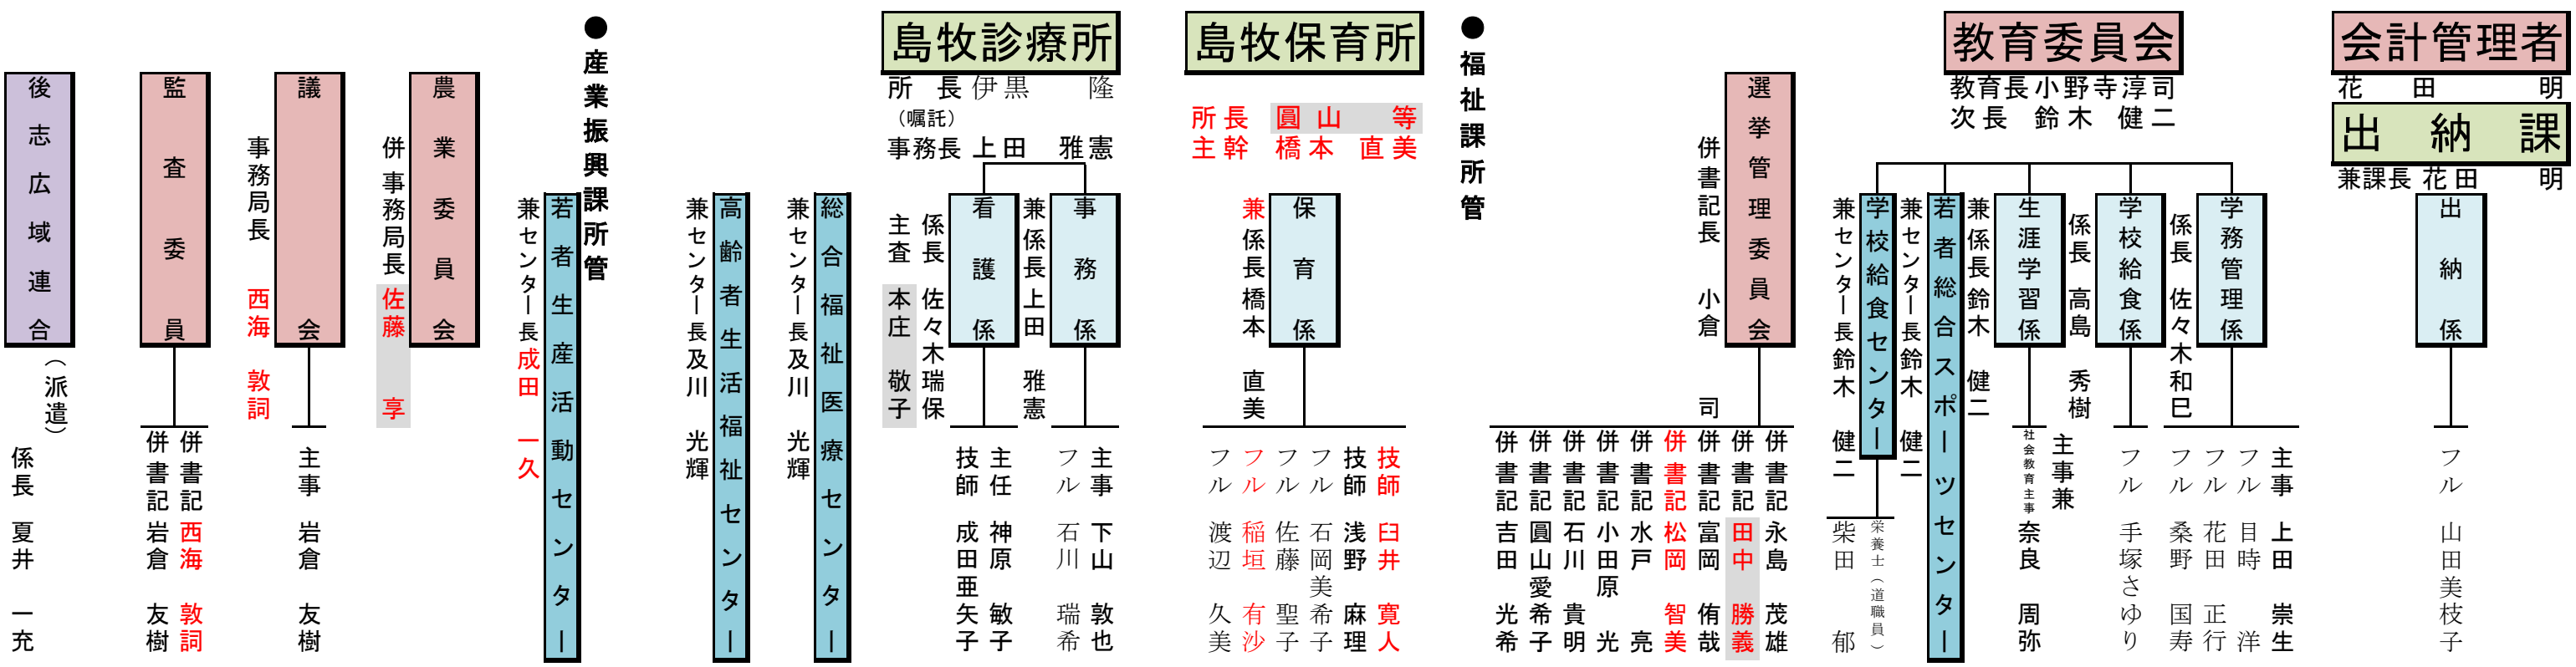 会計管理者
花田 明
出納課
兼課長 花田 明
出納係
フル 山田美枝子
教育委員会
教育長 小野寺淳司
次長 鈴木 健二
学務管理係
係長 佐々木和巳
主事 上田 崇生
フル 目時 洋
フル 花田 正行
フル 桑野 国寿
学校給食係
係長 高島 秀樹
フル 手塚さゆり
生涯学習係
兼係長 鈴木 健二
主事兼
社会教育主事
奈良 周弥
若者総合スポーツセンター
兼センター長 鈴木 健二
学校給食センター
兼センター長 鈴木 健二
栄養士（道職員）
柴田 郁
選挙管理委員会
併書記長 小倉 司
併書記 永島 茂雄
併書記 田中 勝義
併書記 富岡 侑哉
併書記 松岡 智美
併書記 水戸 亮
併書記 小田原 光
併書記 石川 貴明
併書記 圓山愛希子
併書記 吉田 光希
●福祉課所管
島牧保育所
所長 圓山 等
主幹 橋本 直美
保育係
兼係長 橋本 直美
技師 臼井 寛人
技師 浅野 麻理
フル 石岡美希子
フル 佐藤 聖子
フル 稲垣 有沙
フル 渡辺 久美
島牧診療所
所長 伊黒 隆
（嘱託）
事務長 上田 雅憲
事務係
兼係長 上田 雅憲
主事 下山 敦也
フル 石川 瑞希
看護係
係長 佐々木瑞保
主査 本庄 敬子
主任 神原 敏子
技師 成田亜矢子
総合福祉医療センター
兼センター長 及川 光輝
高齢者生活福祉センター
兼センター長 及川 光輝
●産業振興課所管
若者生産活動センター
兼センター長 成田 一久
農業委員会
併事務局長 佐藤 享
議会
事務局長 西海 敦詞
主事 岩倉 友樹
監査委員
併書記 西海 敦詞
併書記 岩倉 友樹
後志広域連合
（派遣）
係長 夏井 一充